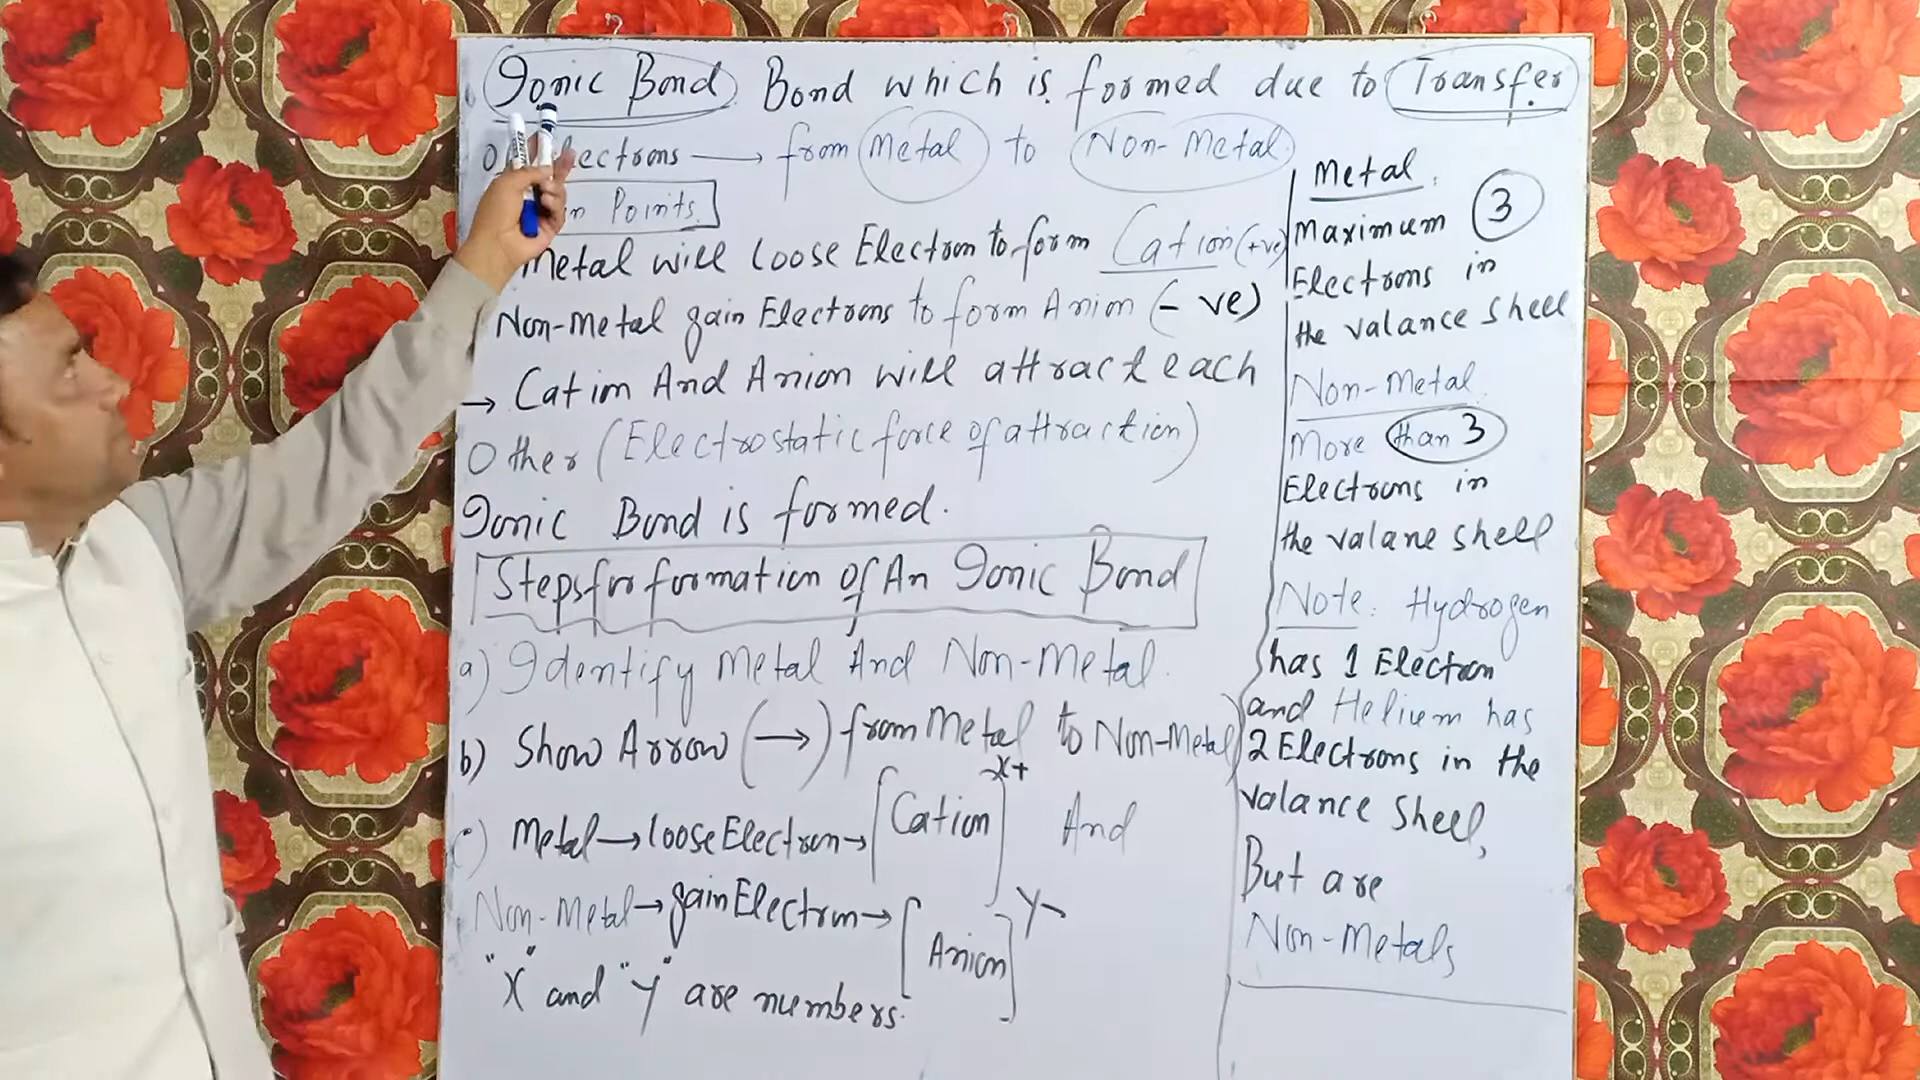 Ionic Bond Bond which is formed due to Transfer
Electrons → from Metal to Non-Metal
Points
Metal will loose Electron to form Cation (+ve)
Non-Metal gain Electrons to form Anion (-ve)
→ Cation And Anion will attract each
Other (Electrostatic force of attraction)
Ionic Bond is formed.
Steps for formation of An Ionic Bond
a) Identify Metal And Non-Metal.
b) Show Arrow (→) from Metal to Non-Metal
c) Metal → loose Electron → [Cation]x+ And
Non-Metal → gain Electron → [Anion]y-
"X" and "Y" are numbers.
Metal
Maximum 3
Electrons in
the valance shell
Non-Metal
More than 3
Electrons in
the valane shell
Note: Hydrogen
has 1 Electron
and Helium has
2 Electrons in the
valance shell,
But are
Non-Metals